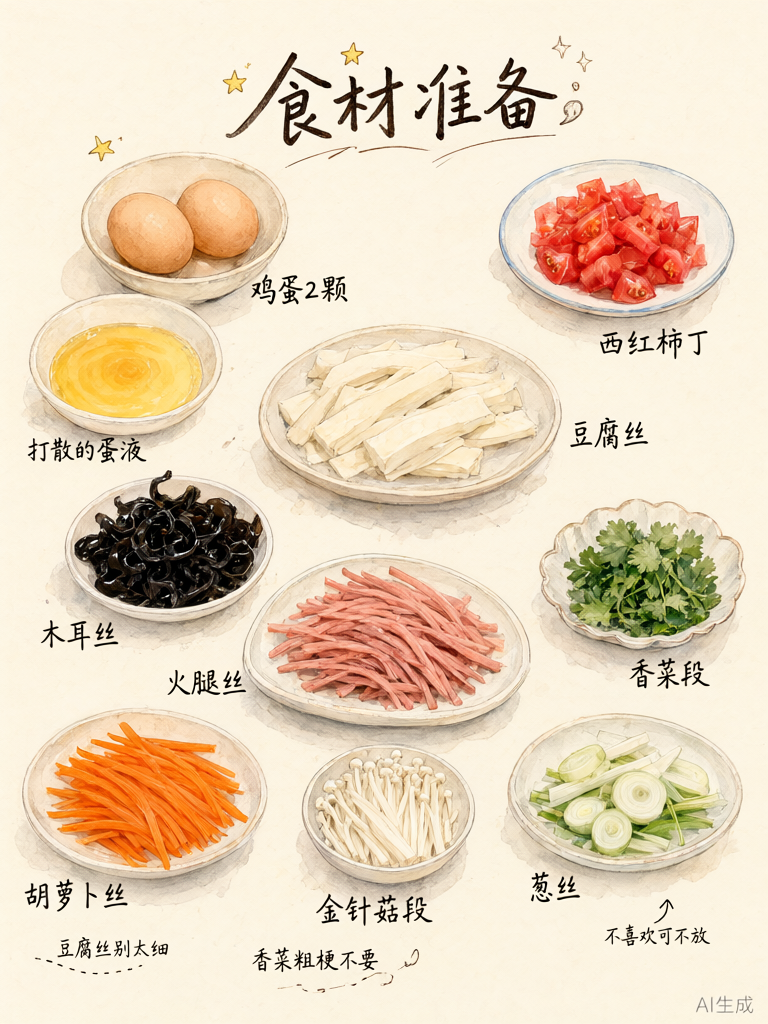 食材准备
鸡蛋2颗
西红柿丁
打散的蛋液
豆腐丝
木耳丝
火腿丝
香菜段
胡萝卜丝
金针菇段
葱丝
豆腐丝别太细
香菜粗梗不要
不喜欢可不放
AI生成